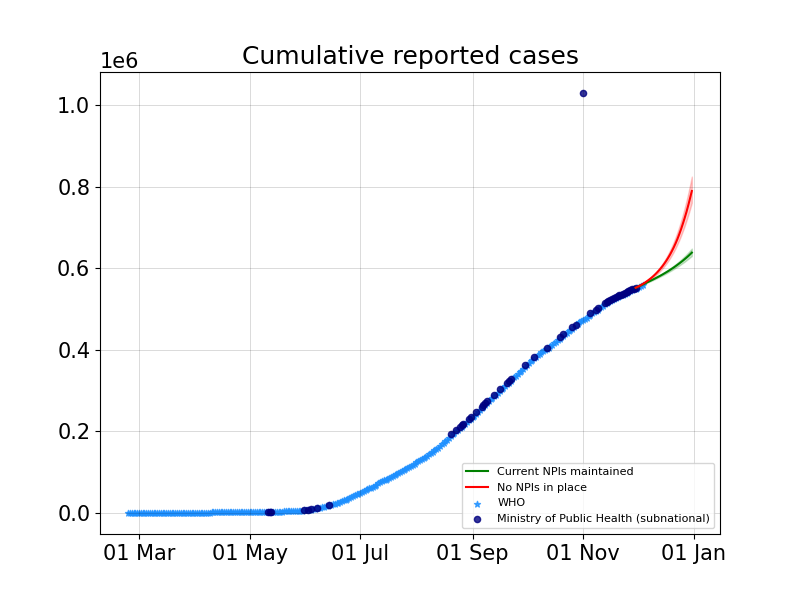 Cumulative reported cases
1e6
1.0
0.8
0.6
0.4
0.2
0.0
01 Mar 01 May 01 Jul 01 Sep 01 Nov 01 Jan
Current NPIs maintained
No NPIs in place
WHO
Ministry of Public Health (subnational)